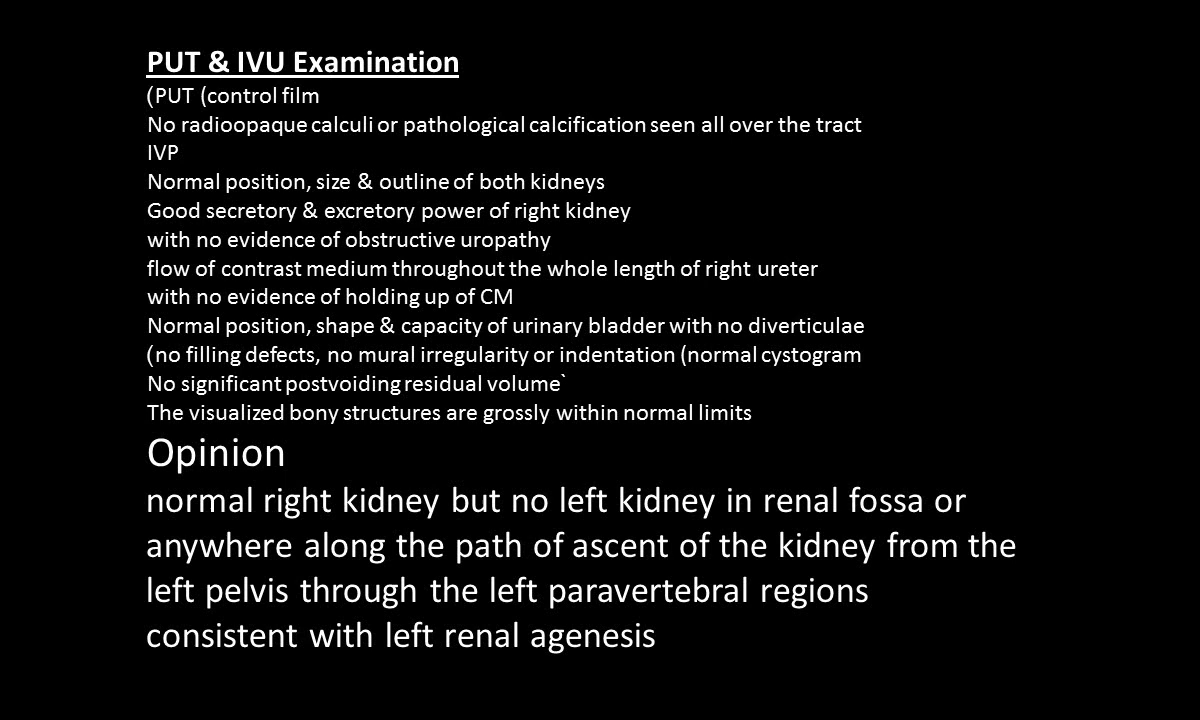 PUT & IVU Examination
(PUT (control film
No radioopaque calculi or pathological calcification seen all over the tract
IVP
Normal position, size & outline of both kidneys
Good secretory & excretory power of right kidney
with no evidence of obstructive uropathy
flow of contrast medium throughout the whole length of right ureter
with no evidence of holding up of CM
Normal position, shape & capacity of urinary bladder with no diverticulae
(no filling defects, no mural irregularity or indentation (normal cystogram
No significant postvoiding residual volume`
The visualized bony structures are grossly within normal limits
Opinion
normal right kidney but no left kidney in renal fossa or
anywhere along the path of ascent of the kidney from the
left pelvis through the left paravertebral regions
consistent with left renal agenesis